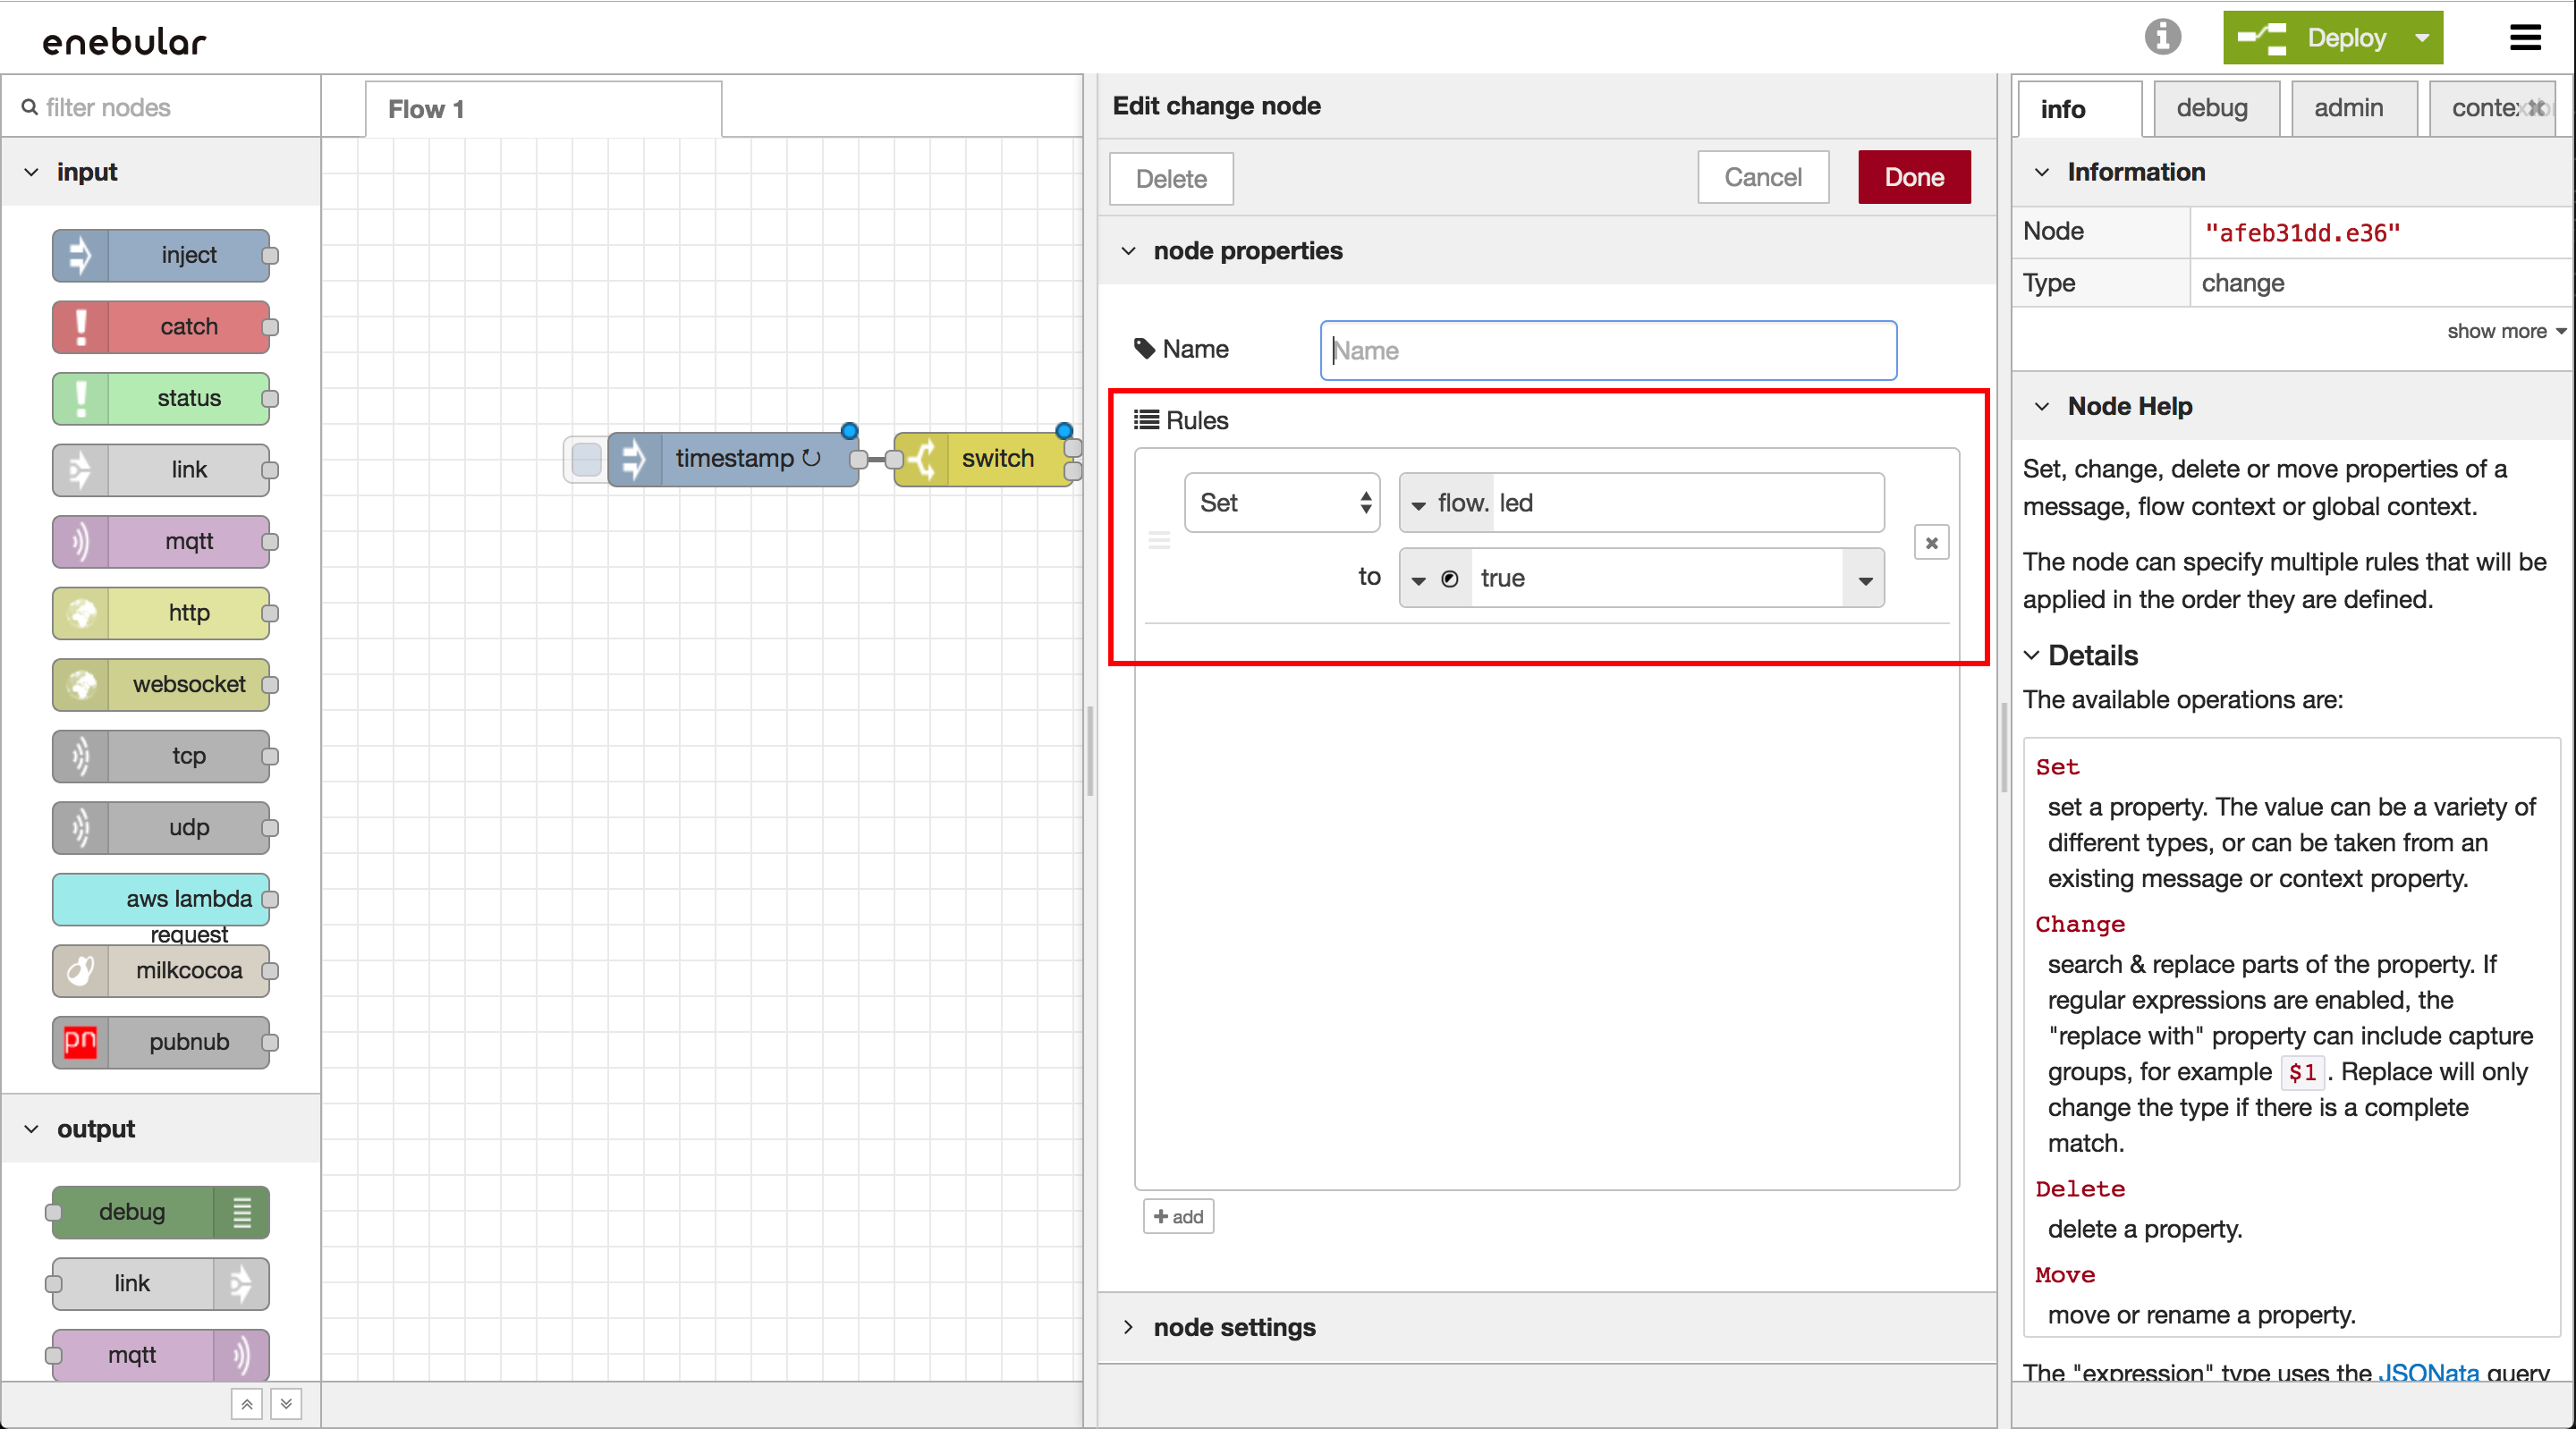 enebular
Deploy
filter nodes
input
inject
catch
status
link
mqtt
http
websocket
tcp
udp
aws lambda
request
milkcocoa
pn
pubnub
output
debug
link
mqtt
Flow 1
timestamp ↻
switch
Edit change node
Delete
Cancel
Done
node properties
Name
Name
Rules
Set
flow. led
to
true
+ add
node settings
info
debug
admin
contex
Information
Node
"afeb31dd.e36"
Type
change
show more
Node Help
Set, change, delete or move properties of a
message, flow context or global context.
The node can specify multiple rules that will be
applied in the order they are defined.
Details
The available operations are:
Set
set a property. The value can be a variety of
different types, or can be taken from an
existing message or context property.
Change
search & replace parts of the property. If
regular expressions are enabled, the
"replace with" property can include capture
groups, for example $1 . Replace will only
change the type if there is a complete
match.
Delete
delete a property.
Move
move or rename a property.
The "expression" type uses the JSONata query